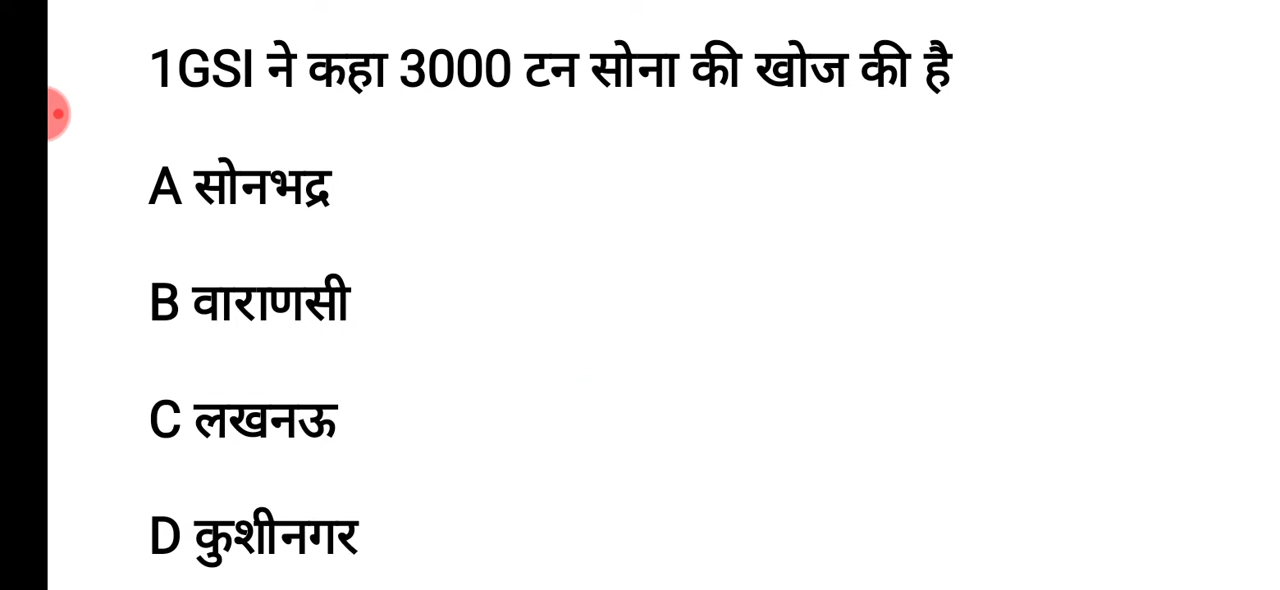 1GSI ने कहा 3000 टन सोना की खोज की है
A सोनभद्र
B वाराणसी
C लखनऊ
D कुशीनगर